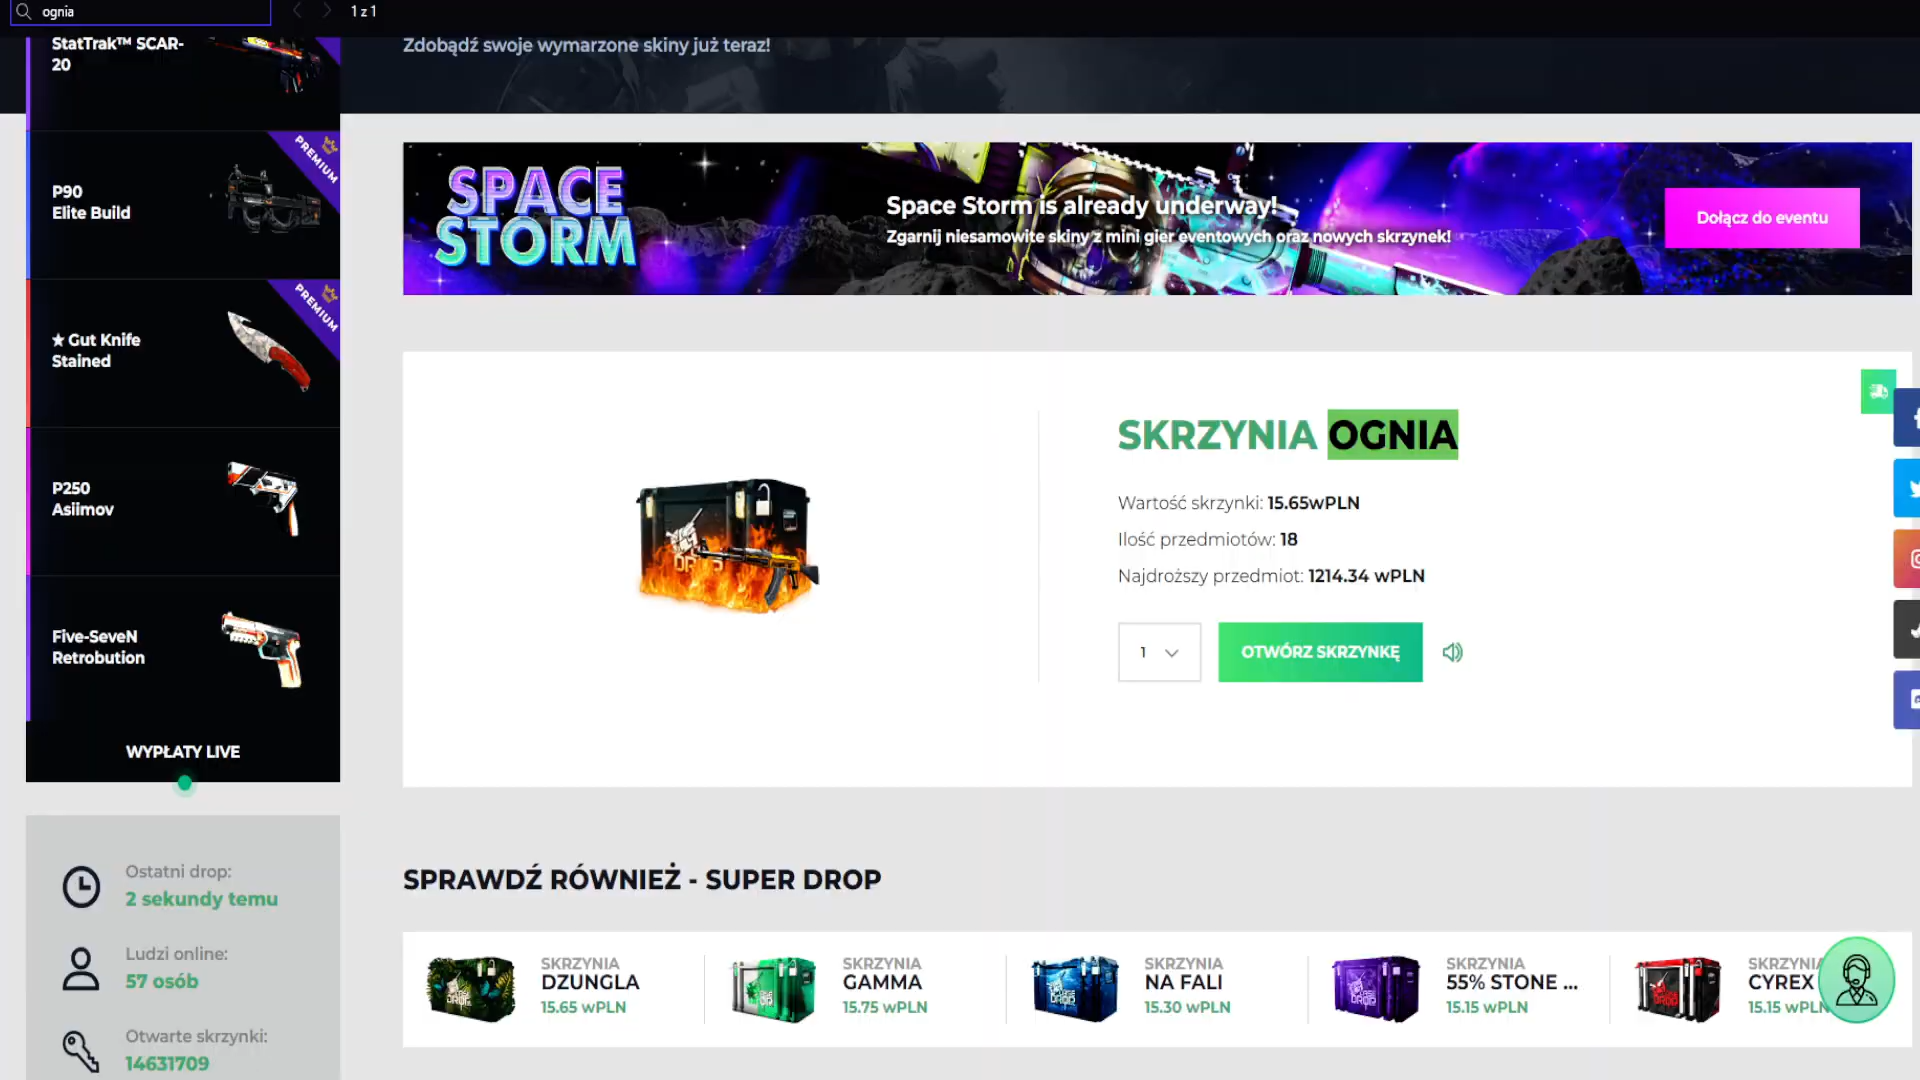 ognia
1 z 1
StatTrak™ SCAR-
20
Zdobądź swoje wymarzone skiny już teraz!
PREMIUM
P90
Elite Build
SPACE
STORM
Space Storm is already underway!
Zgarnij niesamowite skiny z mini gier eventowych oraz nowych skrzynek!
Dołącz do eventu
PREMIUM
★ Gut Knife
Stained
P250
Asiimov
Five-SeveN
Retrobution
WYPŁATY LIVE
SKRZYNIA OGNIA
Wartość skrzynki: 15.65wPLN
Ilość przedmiotów: 18
Najdroższy przedmiot: 1214.34 wPLN
1
OTWÓRZ SKRZYNKĘ
Ostatni drop:
2 sekundy temu
Ludzi online:
57 osób
Otwarte skrzynki:
14631709
SPRAWDŹ RÓWNIEŻ - SUPER DROP
SKRZYNIA
DŻUNGLA
15.65 wPLN
SKRZYNIA
GAMMA
15.75 wPLN
SKRZYNIA
NA FALI
15.30 wPLN
SKRZYNIA
55% STONE ...
15.15 wPLN
SKRZYNIA
CYREX
15.15 wPLN